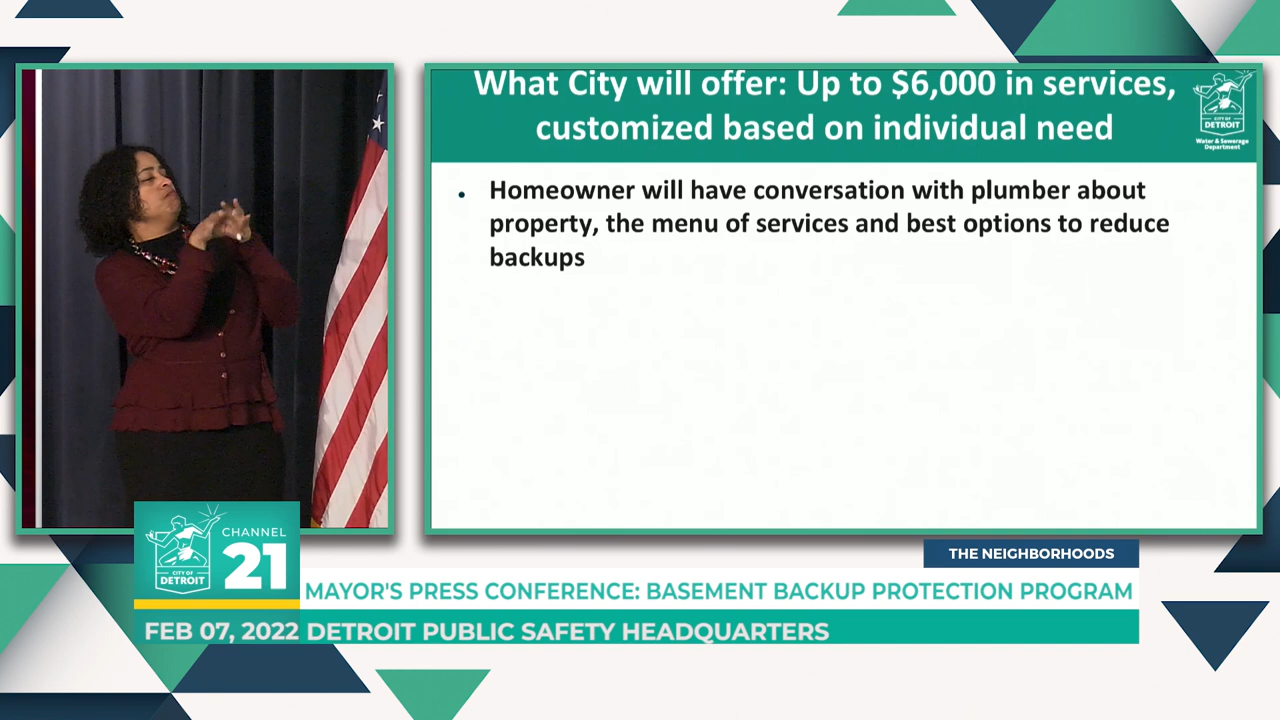 What City will offer: Up to $6,000 in services,
customized based on individual need
CITY OF
DETROIT
Water & Sewerage
Department
• Homeowner will have conversation with plumber about
property, the menu of services and best options to reduce
backups
CITY OF
DETROIT
CHANNEL
21
THE NEIGHBORHOODS
MAYOR'S PRESS CONFERENCE: BASEMENT BACKUP PROTECTION PROGRAM
FEB 07, 2022 DETROIT PUBLIC SAFETY HEADQUARTERS